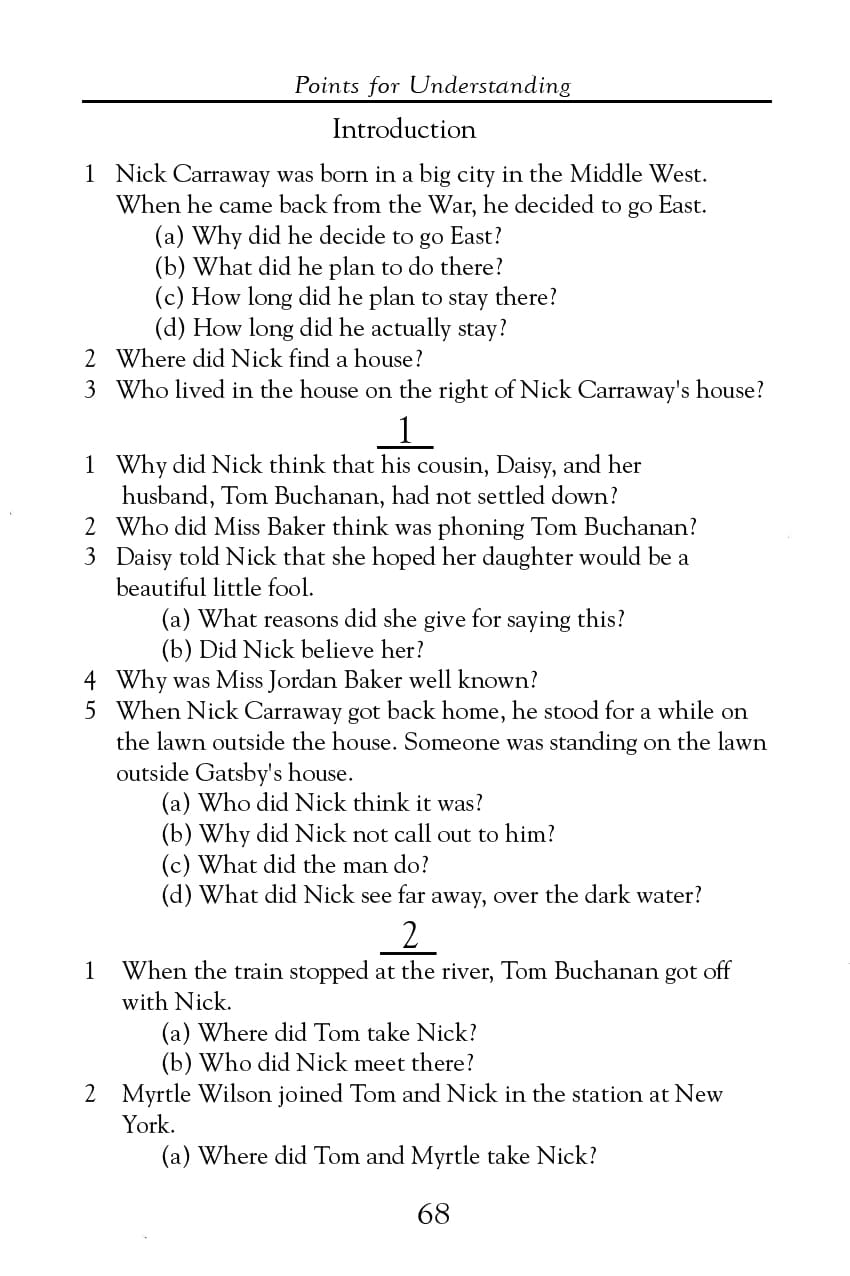 Points for Understanding
Introduction
1 Nick Carraway was born in a big city in the Middle West.
When he came back from the War, he decided to go East.
(a) Why did he decide to go East?
(b) What did he plan to do there?
(c) How long did he plan to stay there?
(d) How long did he actually stay?
2 Where did Nick find a house?
3 Who lived in the house on the right of Nick Carraway's house?
1
1 Why did Nick think that his cousin, Daisy, and her
husband, Tom Buchanan, had not settled down?
2 Who did Miss Baker think was phoning Tom Buchanan?
3 Daisy told Nick that she hoped her daughter would be a
beautiful little fool.
(a) What reasons did she give for saying this?
(b) Did Nick believe her?
4 Why was Miss Jordan Baker well known?
5 When Nick Carraway got back home, he stood for a while on
the lawn outside the house. Someone was standing on the lawn
outside Gatsby's house.
(a) Who did Nick think it was?
(b) Why did Nick not call out to him?
(c) What did the man do?
(d) What did Nick see far away, over the dark water?
2
1 When the train stopped at the river, Tom Buchanan got off
with Nick.
(a) Where did Tom take Nick?
(b) Who did Nick meet there?
2 Myrtle Wilson joined Tom and Nick in the station at New
York.
(a) Where did Tom and Myrtle take Nick?
68